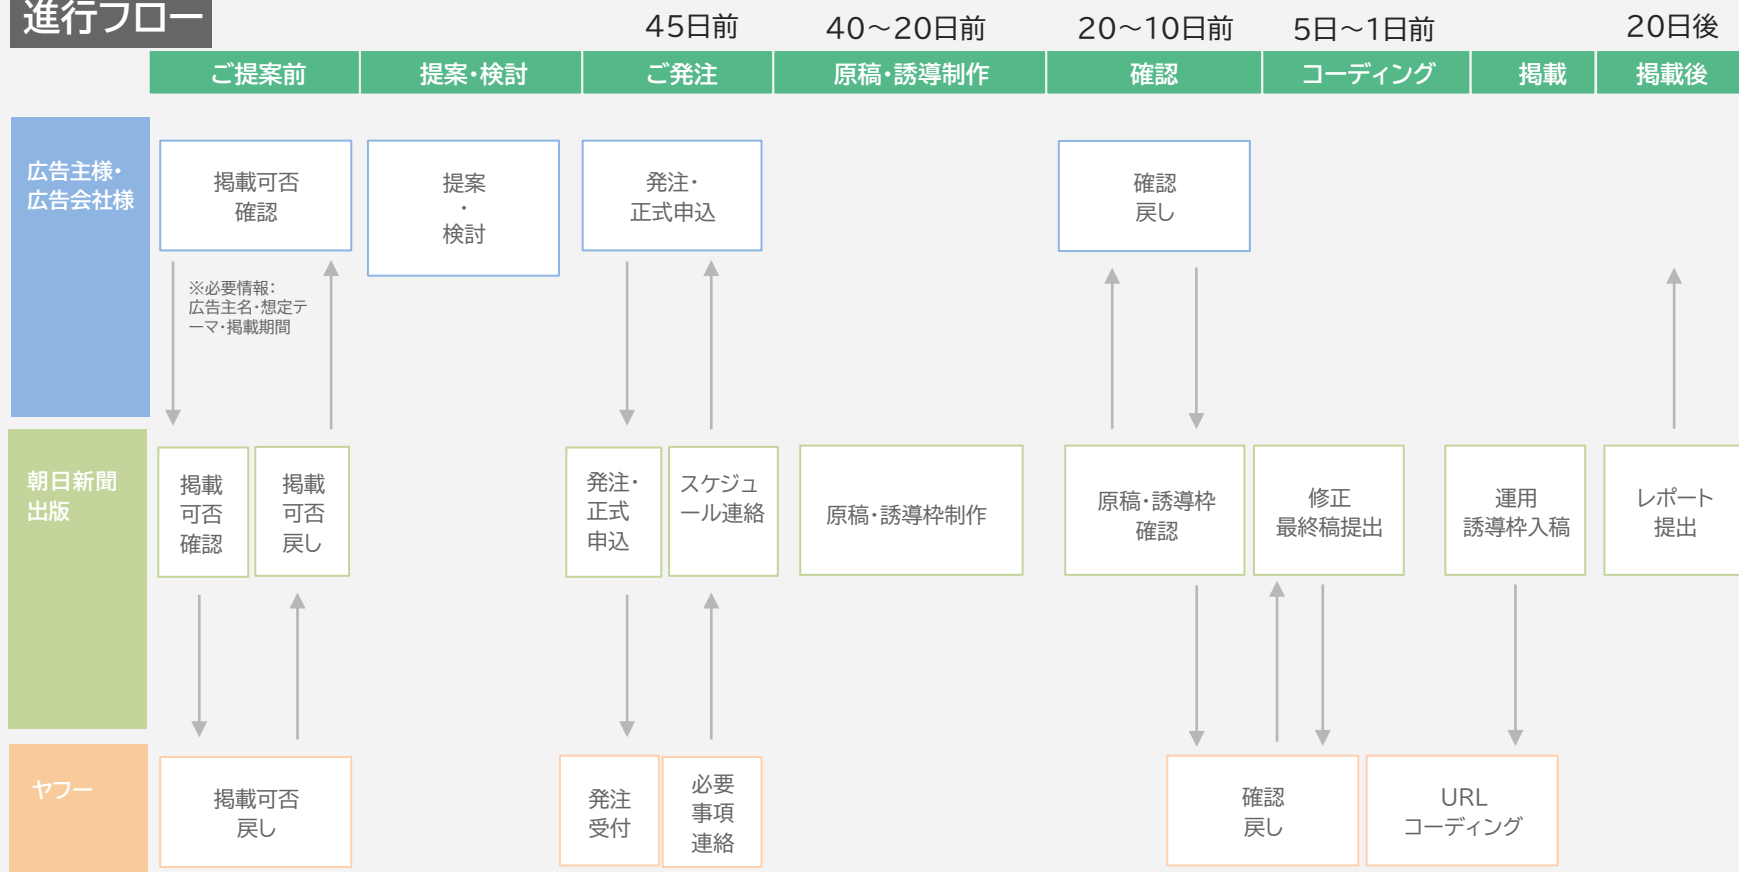 進行フロー
45日前
40～20日前
20～10日前
5日～1日前
20日後
ご提案前
提案・検討
ご発注
原稿・誘導制作
確認
コーディング
掲載
掲載後
広告主様・
広告会社様
掲載可否
確認
提案
・
検討
発注・
正式申込
確認
戻し
※必要情報：
広告主名・想定テ
ーマ・掲載期間
朝日新聞
出版
掲載
可否
確認
掲載
可否
戻し
発注・
正式
申込
スケジュ
ール連絡
原稿・誘導枠制作
原稿・誘導枠
確認
修正
最終稿提出
運用
誘導枠入稿
レポート
提出
ヤフー
掲載可否
戻し
発注
受付
必要
事項
連絡
確認
戻し
URL
コーディング